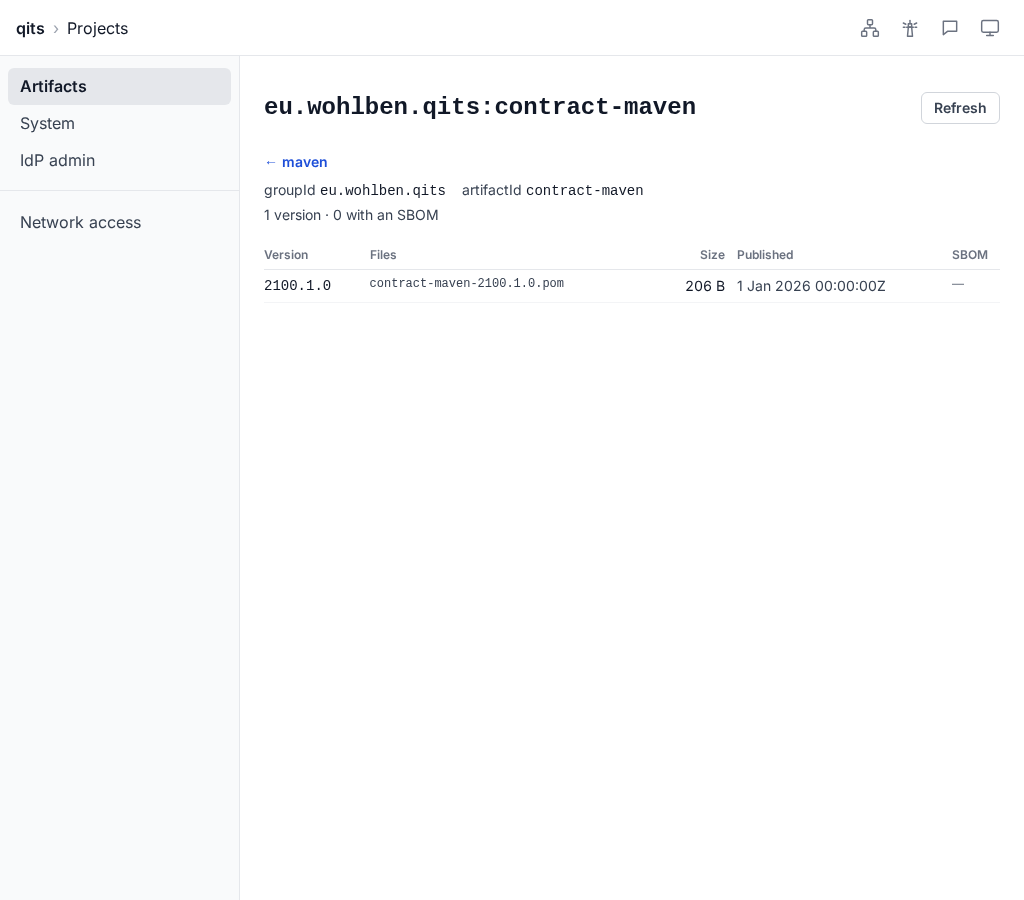 qits › Projects
Artifacts
System
IdP admin
Network access
eu.wohlben.qits:contract-maven
Refresh
← maven
groupId eu.wohlben.qits artifactId contract-maven
1 version · 0 with an SBOM
Version Files Size Published SBOM
2100.1.0 contract-maven-2100.1.0.pom 206 B 1 Jan 2026 00:00:00Z —